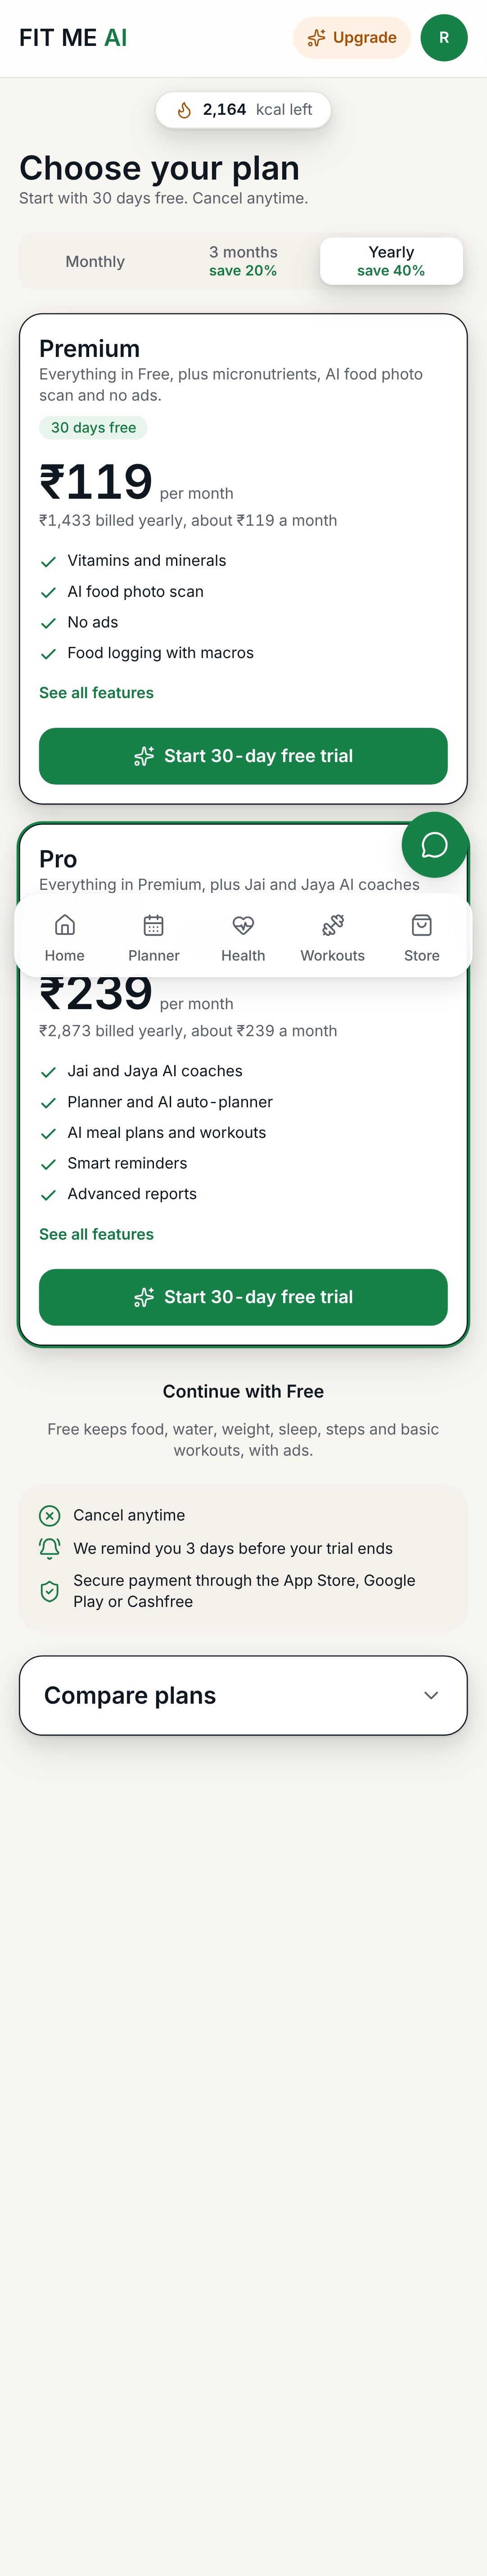 FIT ME AI
Upgrade
R
2,164 kcal left
Choose your plan
Start with 30 days free. Cancel anytime.
Monthly
3 months
save 20%
Yearly
save 40%
Premium
Everything in Free, plus micronutrients, AI food photo
scan and no ads.
30 days free
₹119 per month
₹1,433 billed yearly, about ₹119 a month
Vitamins and minerals
AI food photo scan
No ads
Food logging with macros
See all features
Start 30-day free trial
Pro
Everything in Premium, plus Jai and Jaya AI coaches
Home
Planner
Health
Workouts
Store
₹239 per month
₹2,873 billed yearly, about ₹239 a month
Jai and Jaya AI coaches
Planner and AI auto-planner
AI meal plans and workouts
Smart reminders
Advanced reports
See all features
Start 30-day free trial
Continue with Free
Free keeps food, water, weight, sleep, steps and basic
workouts, with ads.
Cancel anytime
We remind you 3 days before your trial ends
Secure payment through the App Store, Google
Play or Cashfree
Compare plans